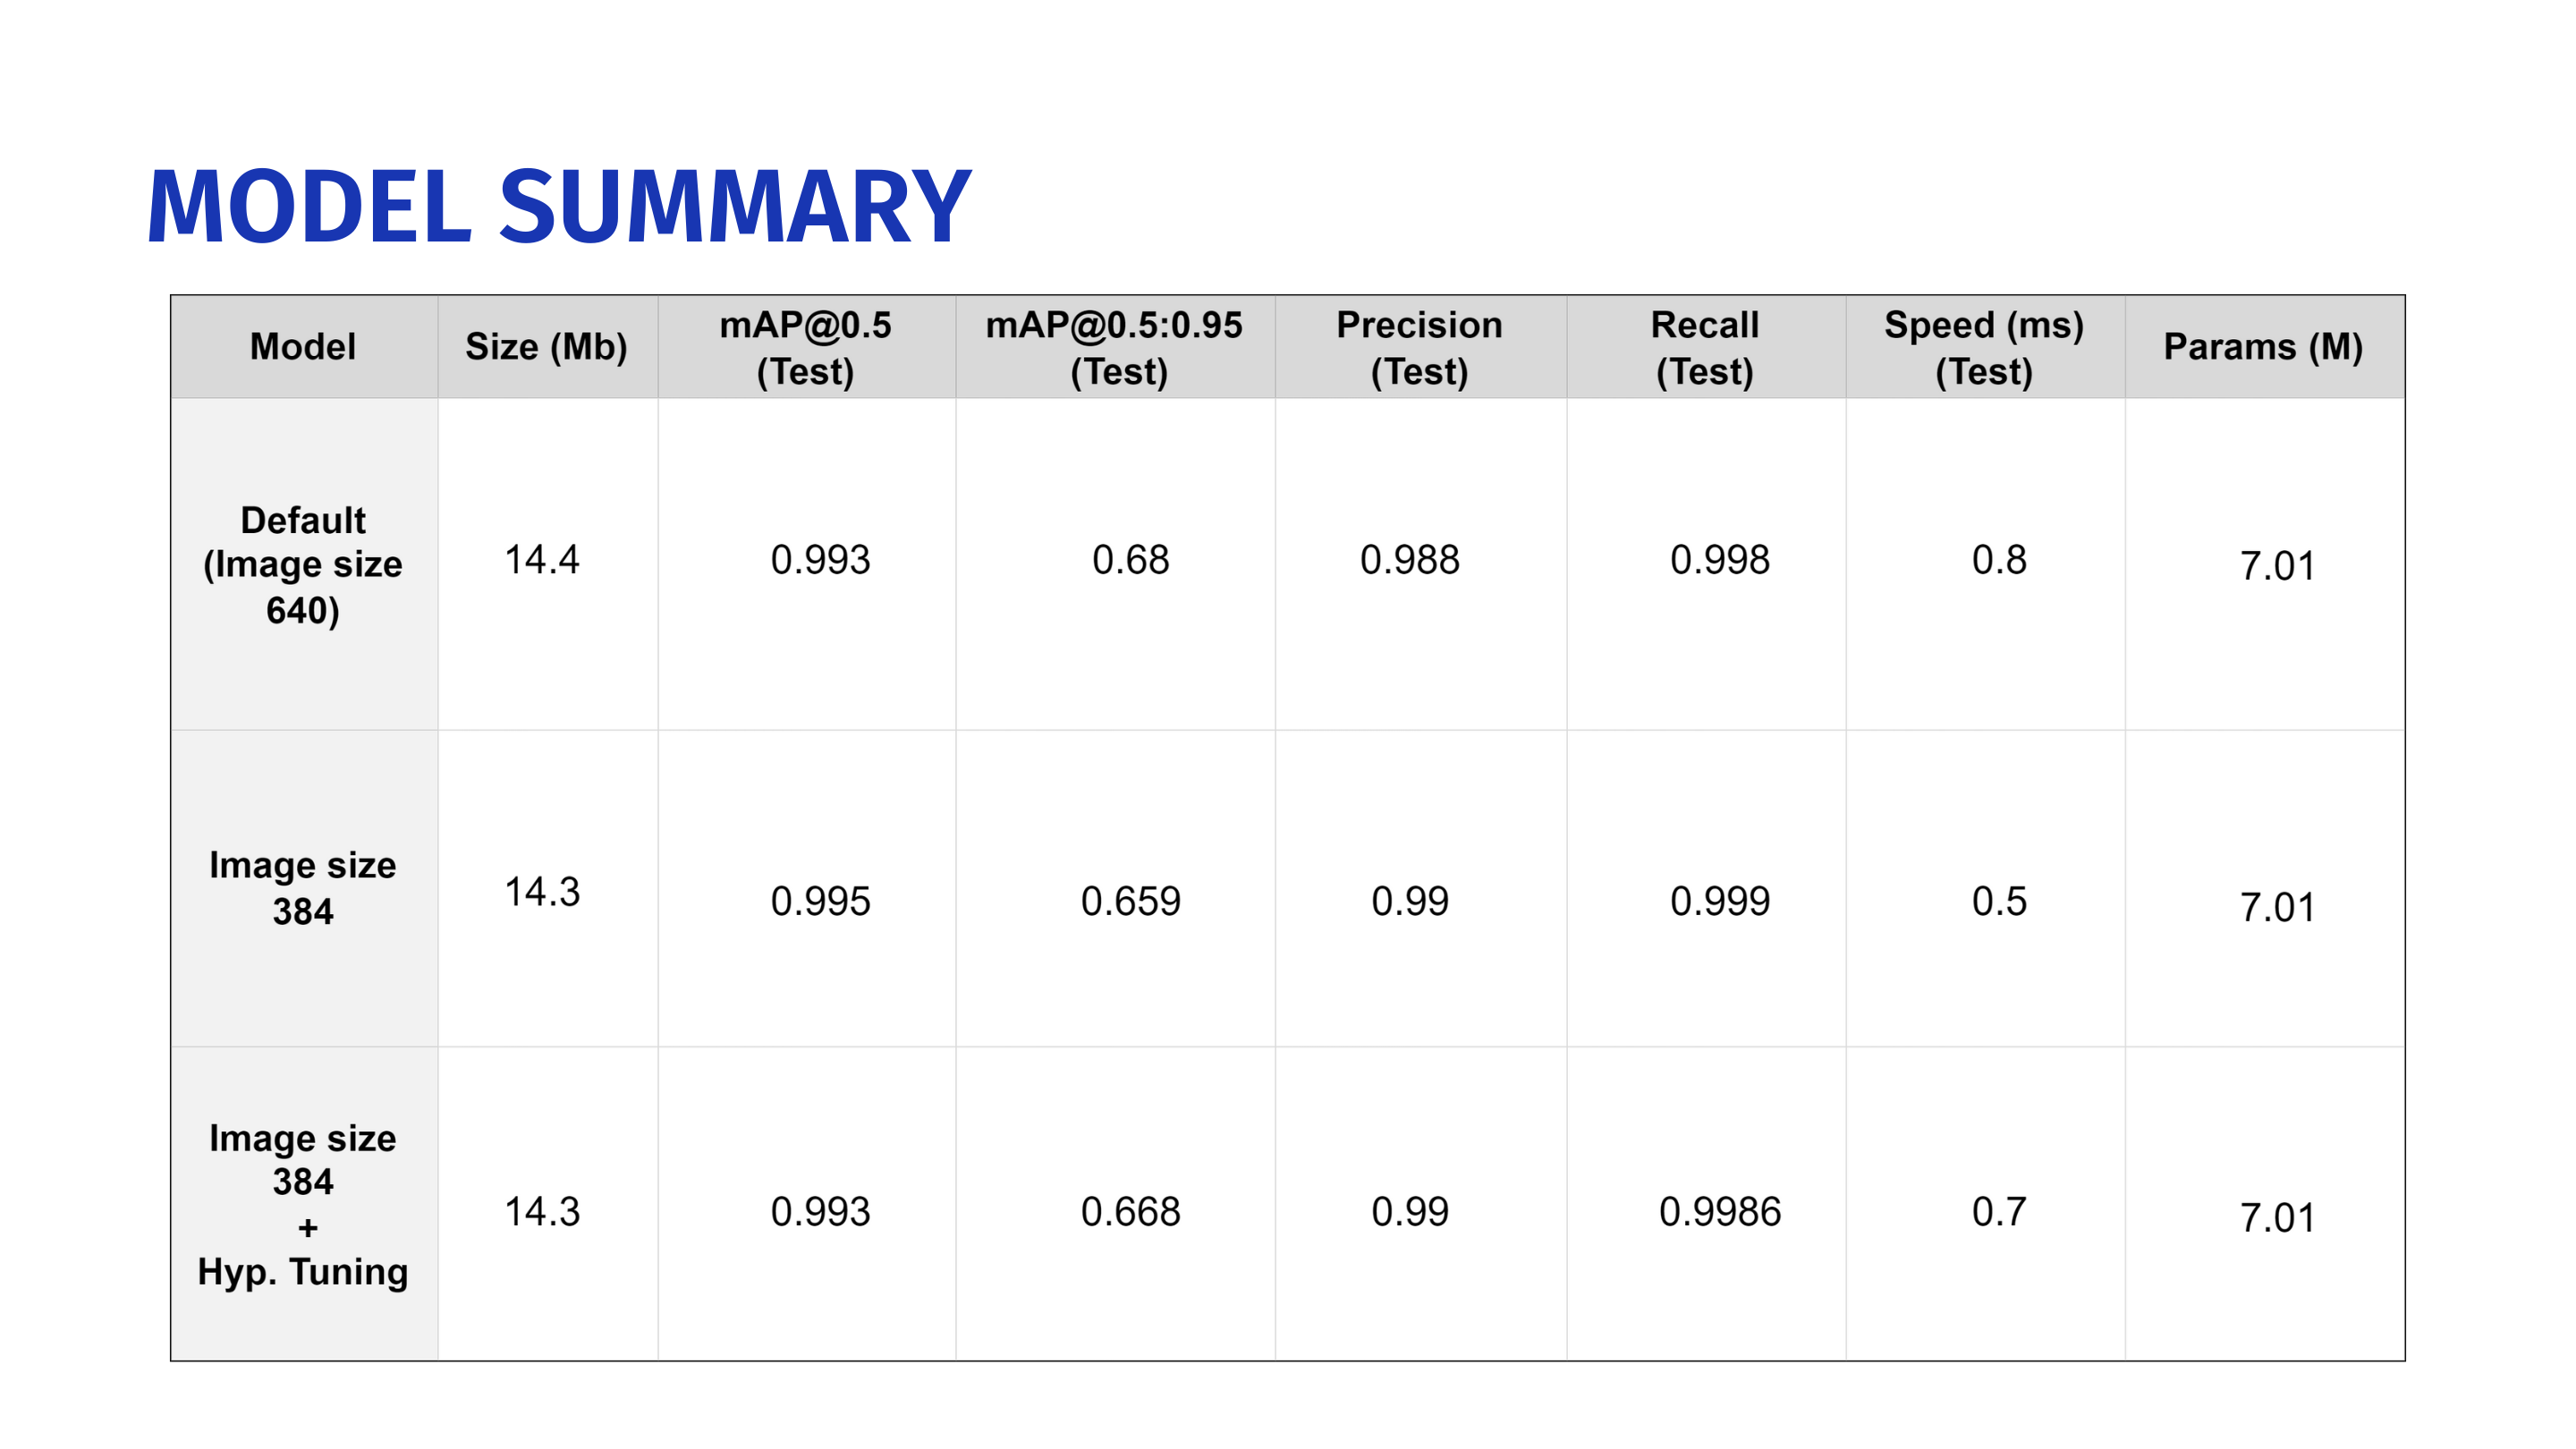 MODEL SUMMARY
Model Size (Mb) mAP@0.5 (Test) mAP@0.5:0.95 (Test) Precision (Test) Recall (Test) Speed (ms) (Test) Params (M)
Default (Image size 640) 14.4 0.993 0.68 0.988 0.998 0.8 7.01
Image size 384 14.3 0.995 0.659 0.99 0.999 0.5 7.01
Image size 384 + Hyp. Tuning 14.3 0.993 0.668 0.99 0.9986 0.7 7.01